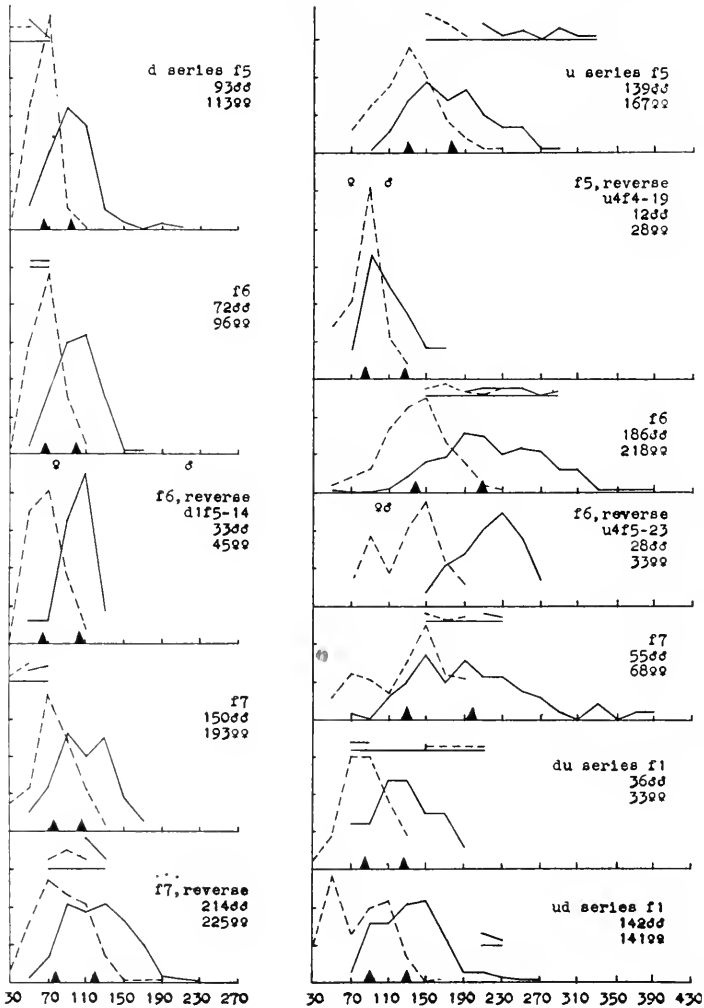 d series f5
93♂♂
113♀♀
f6
72♂♂
96♀♀
♀ ♂
f6, reverse
d1f5-14
33♂♂
45♀♀
f7
150♂♂
193♀♀
f7, reverse
214♂♂
225♀♀
30 70 110 150 190 230 270
u series f5
139♂♂
167♀♀
♀ ♂
f5, reverse
u4f4-19
12♂♂
28♀♀
f6
186♂♂
218♀♀
♀♂
f6, reverse
u4f5-23
28♂♂
33♀♀
f7
55♂♂
68♀♀
du series f1
36♂♂
33♀♀
ud series f1
142♂♂
141♀♀
30 70 110 150 190 230 270 310 350 390 430